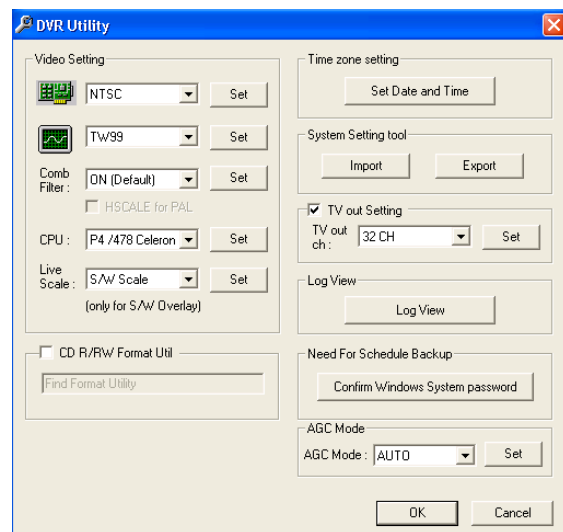 DVR Utility
Video Setting
NTSC
Set
TW99
Set
Comb
Filter :
ON (Default)
Set
HSCALE for PAL
CPU :
P4 /478 Celeron
Set
Live
Scale :
S/W Scale
Set
(only for S/W Overlay)
CD R/RW Format Util
Find Format Utility
Time zone setting
Set Date and Time
System Setting tool
Import
Export
TV out Setting
TV out
ch :
32 CH
Set
Log View
Log View
Need For Schedule Backup
Confirm Windows System password
AGC Mode
AGC Mode :
AUTO
Set
OK
Cancel